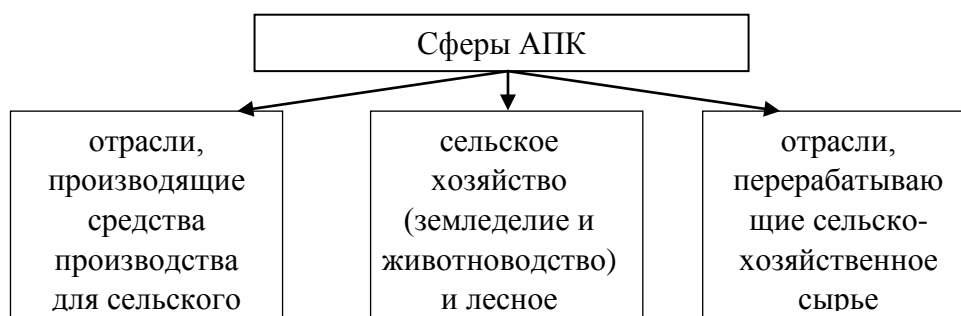 Сферы АПК
отрасли,
производящие
средства
производства
для сельского
сельское
хозяйство
(земледелие и
животноводство)
и лесное
отрасли,
перерабатываю
щие сельско-
хозяйственное
сырье